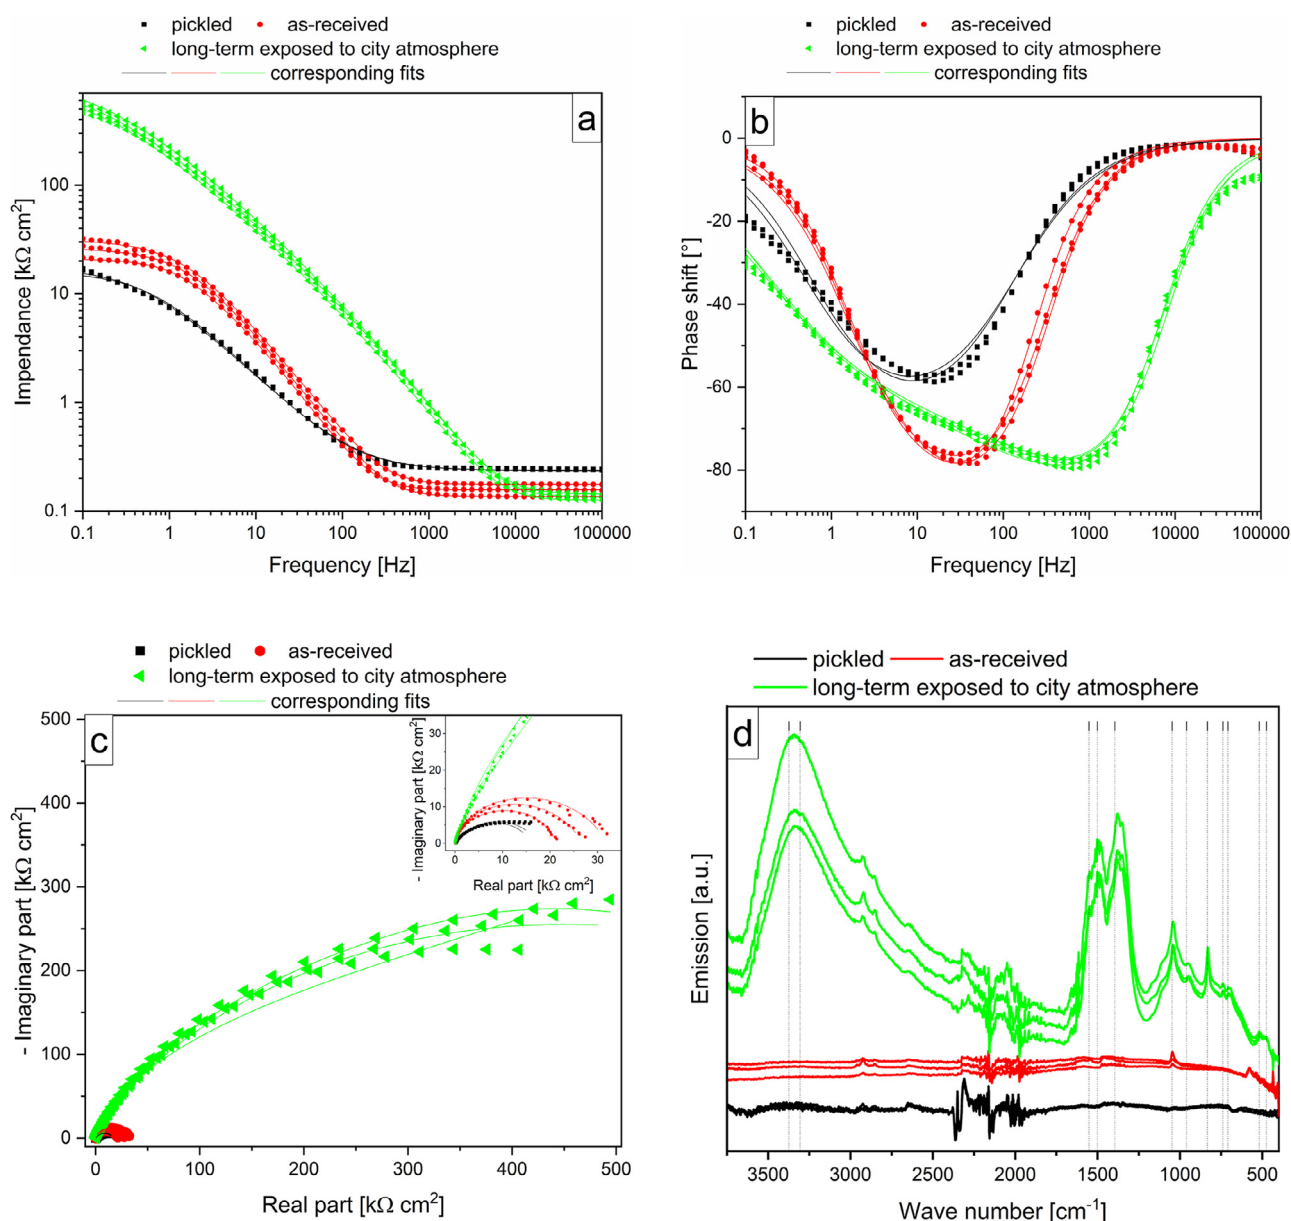 pickled as-received
long-term exposed to city atmosphere
corresponding fits
a
Impendance [kΩ cm²]
100
10
1
0.1
0.1 1 10 100 1000 10000 100000
Frequency [Hz]
pickled as-received
long-term exposed to city atmosphere
corresponding fits
b
Phase shift [°]
0
-20
-40
-60
-80
0.1 1 10 100 1000 10000 100000
Frequency [Hz]
pickled as-received
long-term exposed to city atmosphere
corresponding fits
c
- Imaginary part [kΩ cm²]
500
400
300
200
100
0
0 100 200 300 400 500
Real part [kΩ cm²]
- Imaginary part [kΩ cm²]
30
20
10
0
0 10 20 30
Real part [kΩ cm²]
pickled as-received
long-term exposed to city atmosphere
d
Emission [a.u.]
3500 3000 2500 2000 1500 1000 500
Wave number [cm⁻¹]